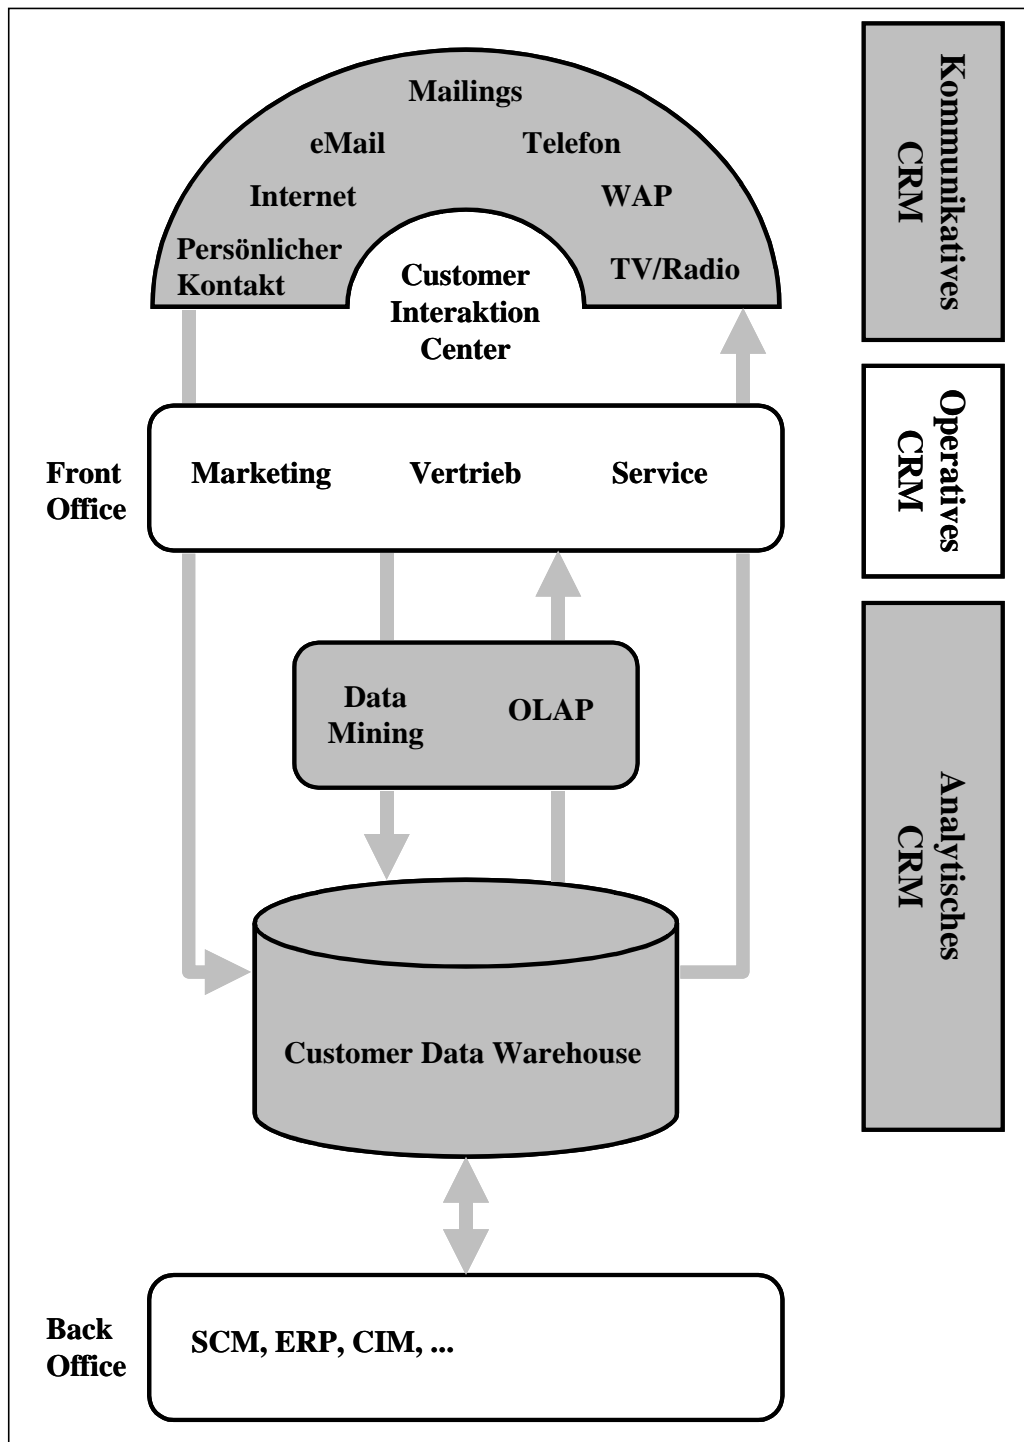 Mailings
eMail
Telefon
Internet
WAP
Persönlicher
Kontakt
TV/Radio
Customer
Interaktion
Center
Kommunikatives
CRM
Front
Office
Marketing
Vertrieb
Service
Operatives
CRM
Data
Mining
OLAP
Customer Data Warehouse
Analytisches
CRM
Back
Office
SCM, ERP, CIM, ...